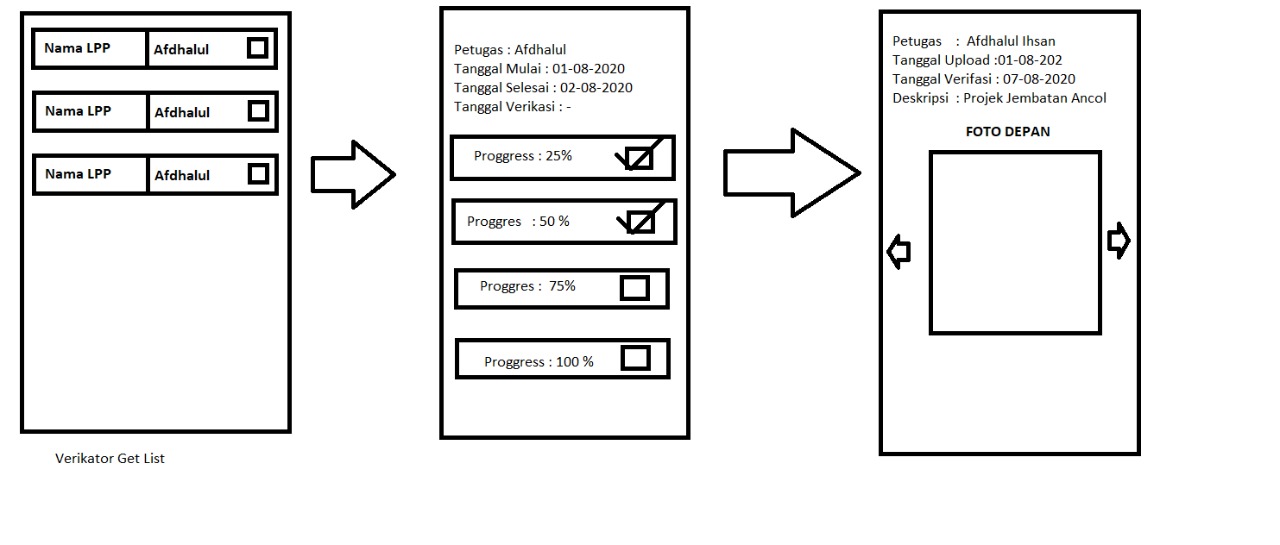 Nama LPP Afdhalul
Nama LPP Afdhalul
Nama LPP Afdhalul
Verikator Get List
Petugas : Afdhalul
Tanggal Mulai : 01-08-2020
Tanggal Selesai : 02-08-2020
Tanggal Verikasi : -
Proggress : 25%
Proggres : 50 %
Proggres : 75%
Proggress : 100 %
Petugas : Afdhalul Ihsan
Tanggal Upload :01-08-202
Tanggal Verifasi : 07-08-2020
Deskripsi : Projek Jembatan Ancol
FOTO DEPAN